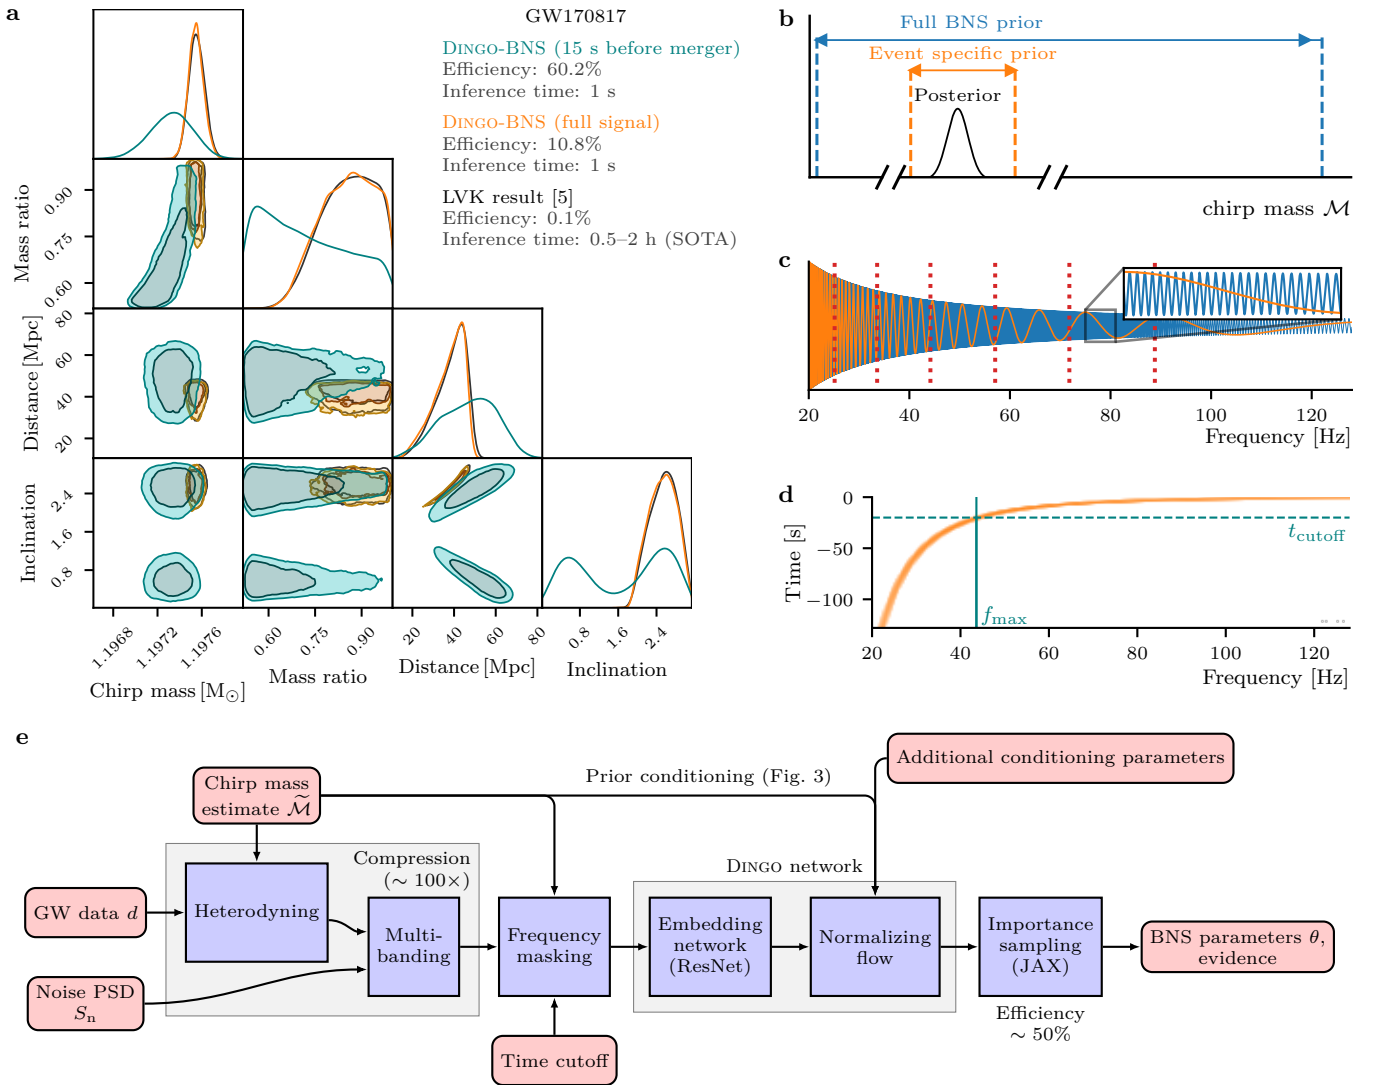 a
GW170817
DINGO-BNS (15 s before merger)
Efficiency: 60.2%
Inference time: 1 s
DINGO-BNS (full signal)
Efficiency: 10.8%
Inference time: 1 s
LVK result [5]
Efficiency: 0.1%
Inference time: 0.5–2 h (SOTA)
Mass ratio
0.90
0.75
0.60
Distance [Mpc]
80
60
40
20
Inclination
2.4
1.6
0.8
1.1968
1.1972
1.1976
Chirp mass [M⊙]
0.60
0.75
0.90
Mass ratio
20
40
60
80
Distance [Mpc]
0.8
1.6
2.4
Inclination
b
Full BNS prior
Event specific prior
Posterior
chirp mass ℳ
c
20
40
60
80
100
120
Frequency [Hz]
d
Time [s]
0
−50
−100
t_cutoff
f_max
20
40
60
80
100
120
Frequency [Hz]
e
Additional conditioning parameters
Prior conditioning (Fig. 3)
Chirp mass
estimate ℳ̃
Compression
(∼ 100×)
DINGO network
GW data d
Heterodyning
Multi-
banding
Frequency
masking
Embedding
network
(ResNet)
Normalizing
flow
Importance
sampling
(JAX)
BNS parameters θ,
evidence
Noise PSD
Sₙ
Efficiency
∼ 50%
Time cutoff